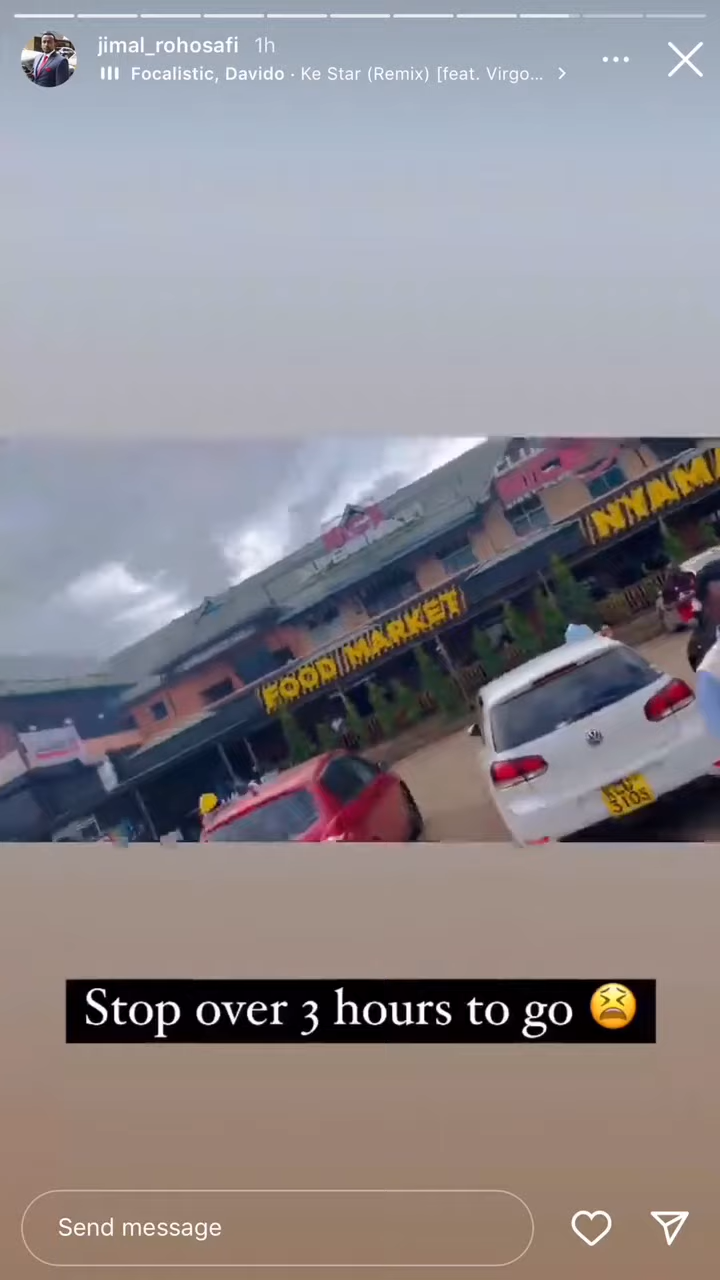 jimal_rohosafi 1h
Focalistic, Davido · Ke Star (Remix) [feat. Virgo...
NYAMA
FOOD MARKET
Stop over 3 hours to go 😫
Send message